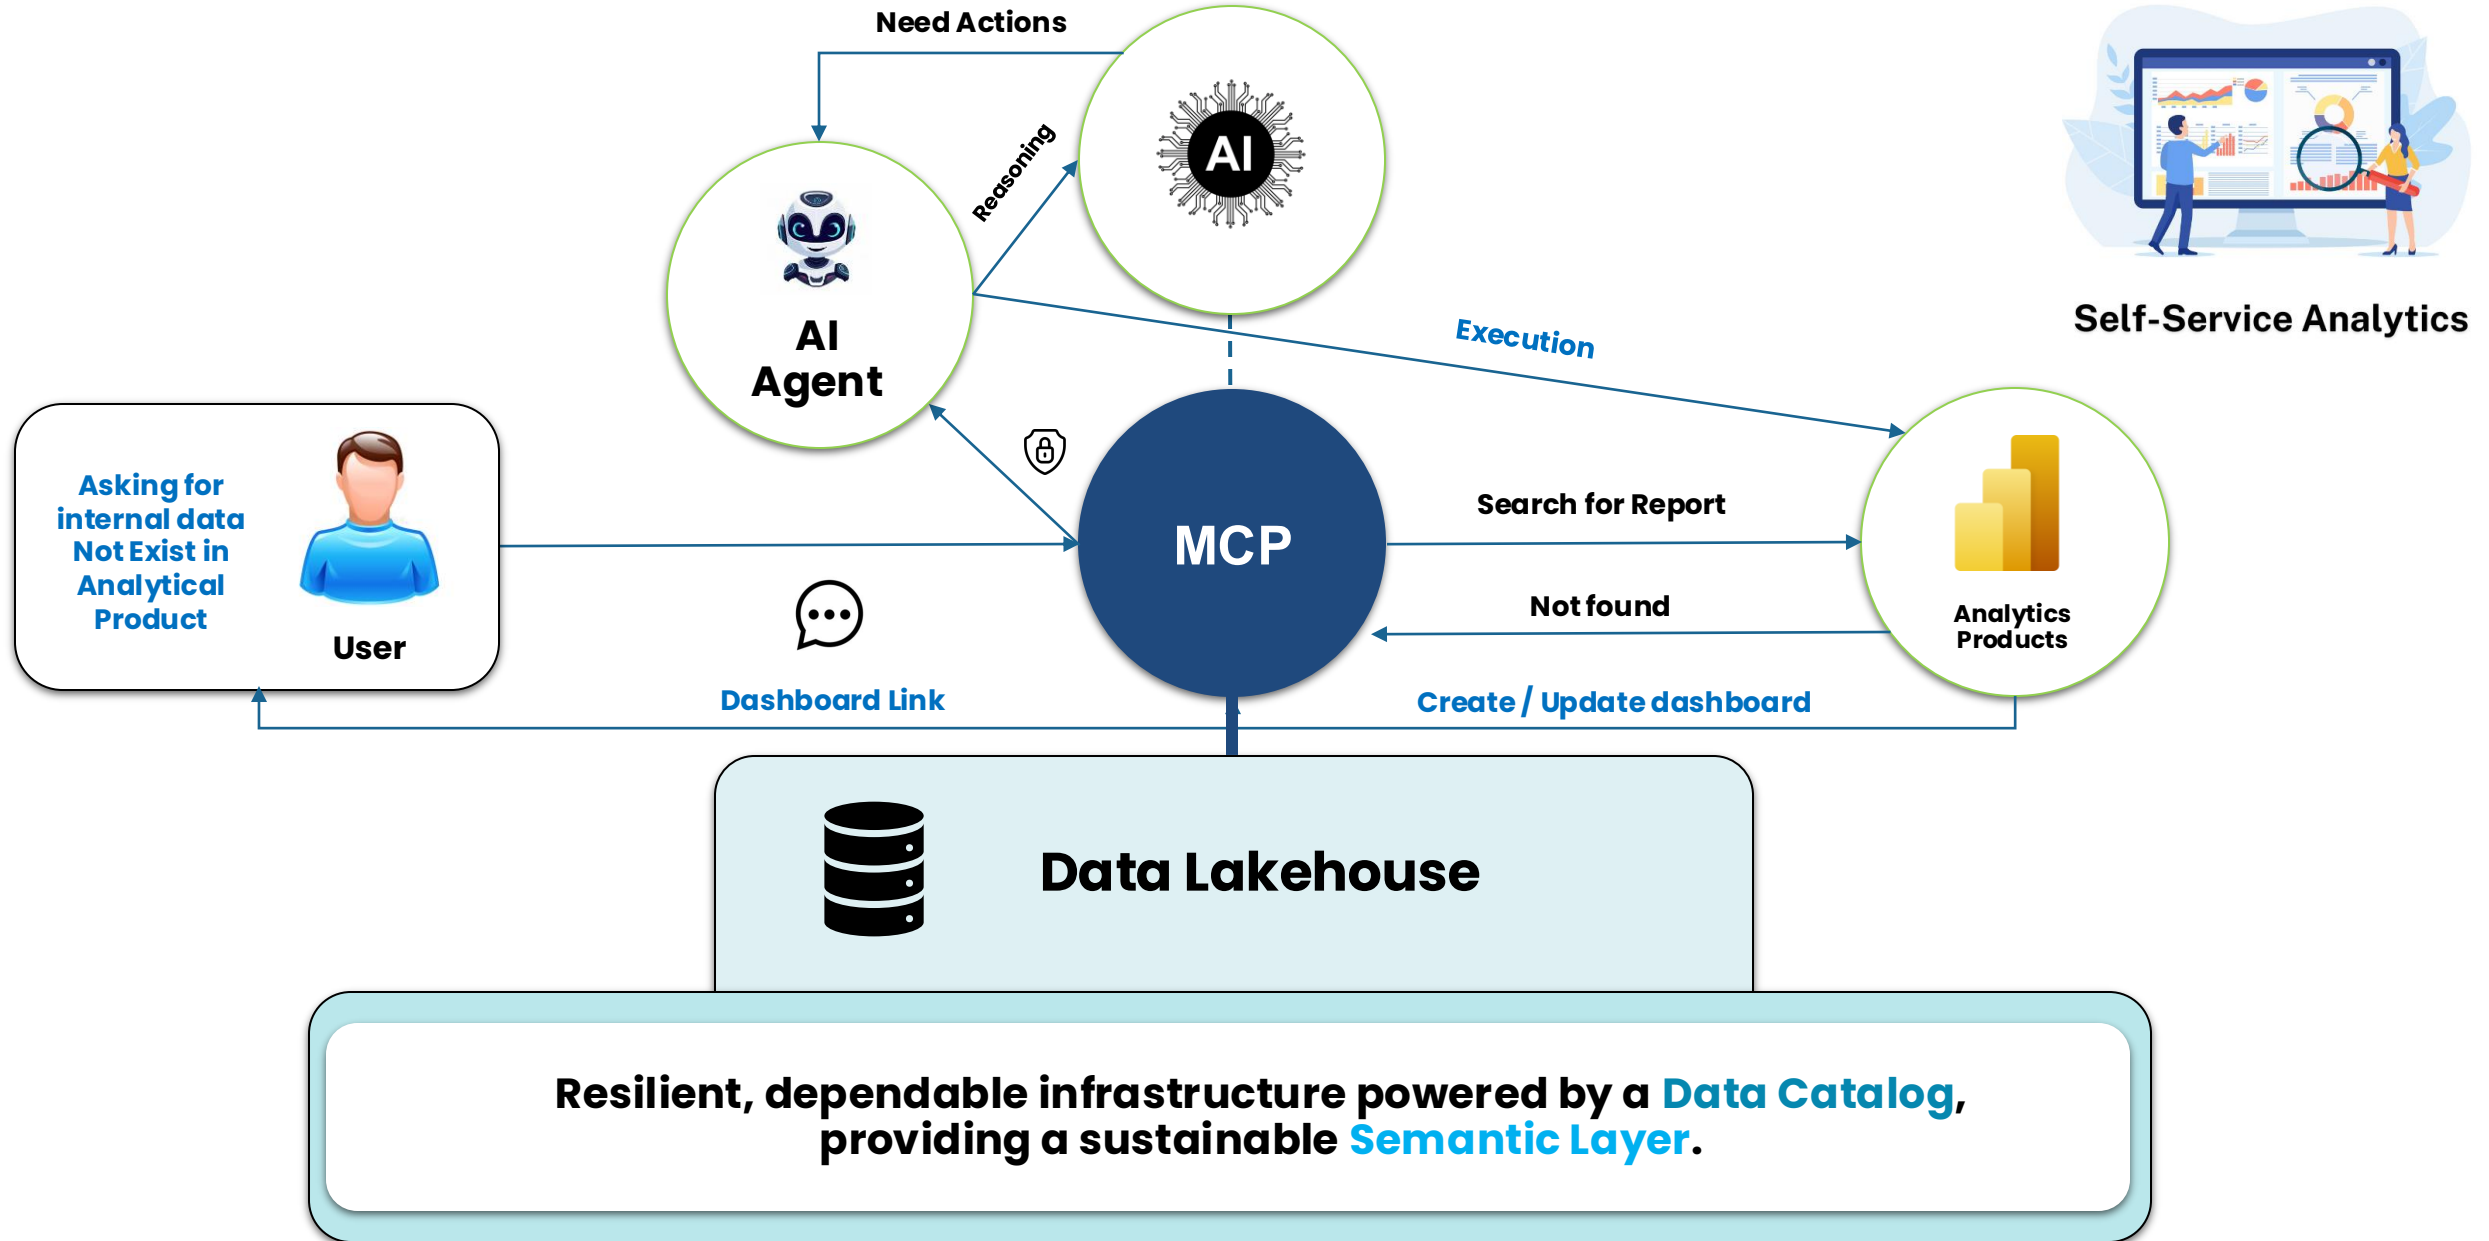 Need Actions
AI
Reasoning
AI
Agent
Self-Service Analytics
Execution
Asking for
internal data
Not Exist in
Analytical
Product
User
MCP
Search for Report
Not found
Analytics
Products
Dashboard Link
Create / Update dashboard
Data Lakehouse
Resilient, dependable infrastructure powered by a Data Catalog,
providing a sustainable Semantic Layer.